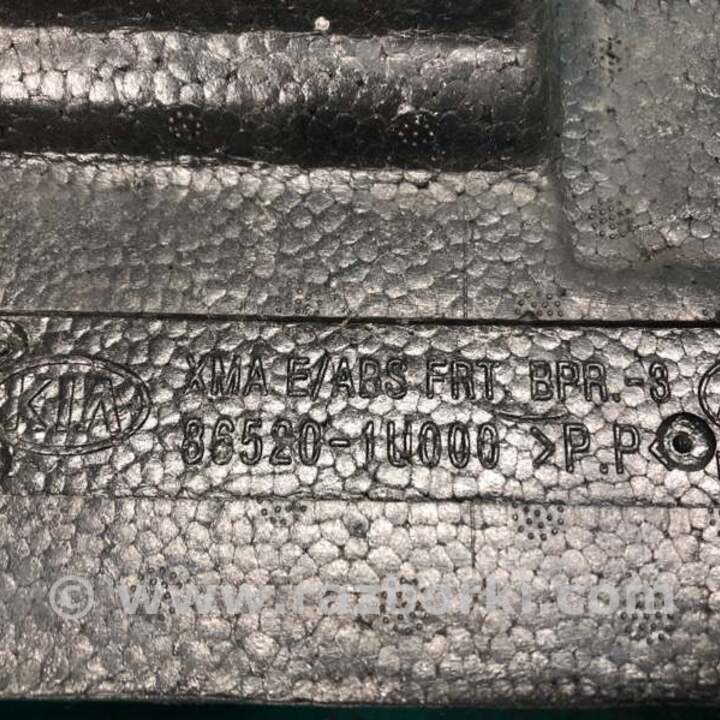 KIA
XMA E/ABS FRT. BPR.-3
86520-1U000 >P.P<
© www.razborki.com